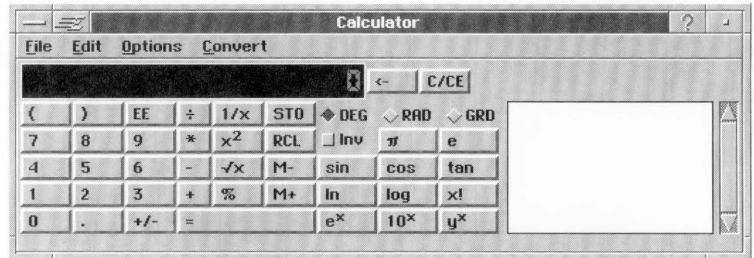 Calculator ?
File Edit Options Convert
<- C/CE
( ) EE ÷ 1/x STO DEG RAD GRD
7 8 9 * x² RCL Inv π e
4 5 6 - √x M- sin cos tan
1 2 3 + % M+ ln log x!
0 . +/- = eˣ 10ˣ yˣ